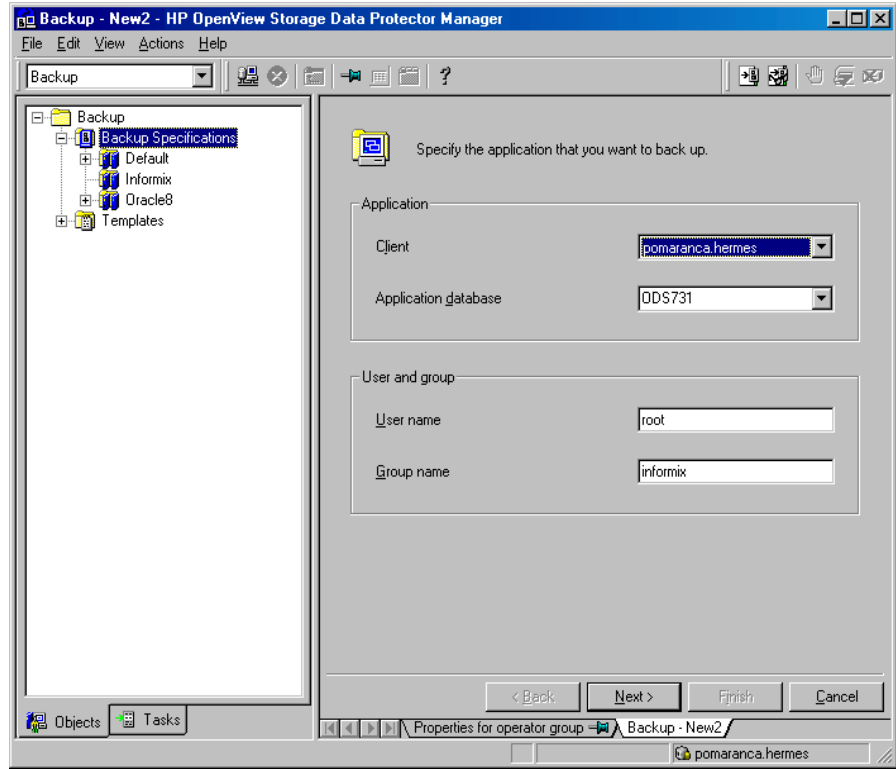 Backup - New2 - HP OpenView Storage Data Protector Manager
File Edit View Actions Help
Backup
Backup
Backup Specifications
Default
Informix
Oracle8
Templates
Specify the application that you want to back up.
Application
Client
pomaranca.hermes
Application database
ODS731
User and group
User name
root
Group name
informix
< Back
Next >
Finish
Cancel
Objects
Tasks
Properties for operator group
Backup - New2
pomaranca.hermes